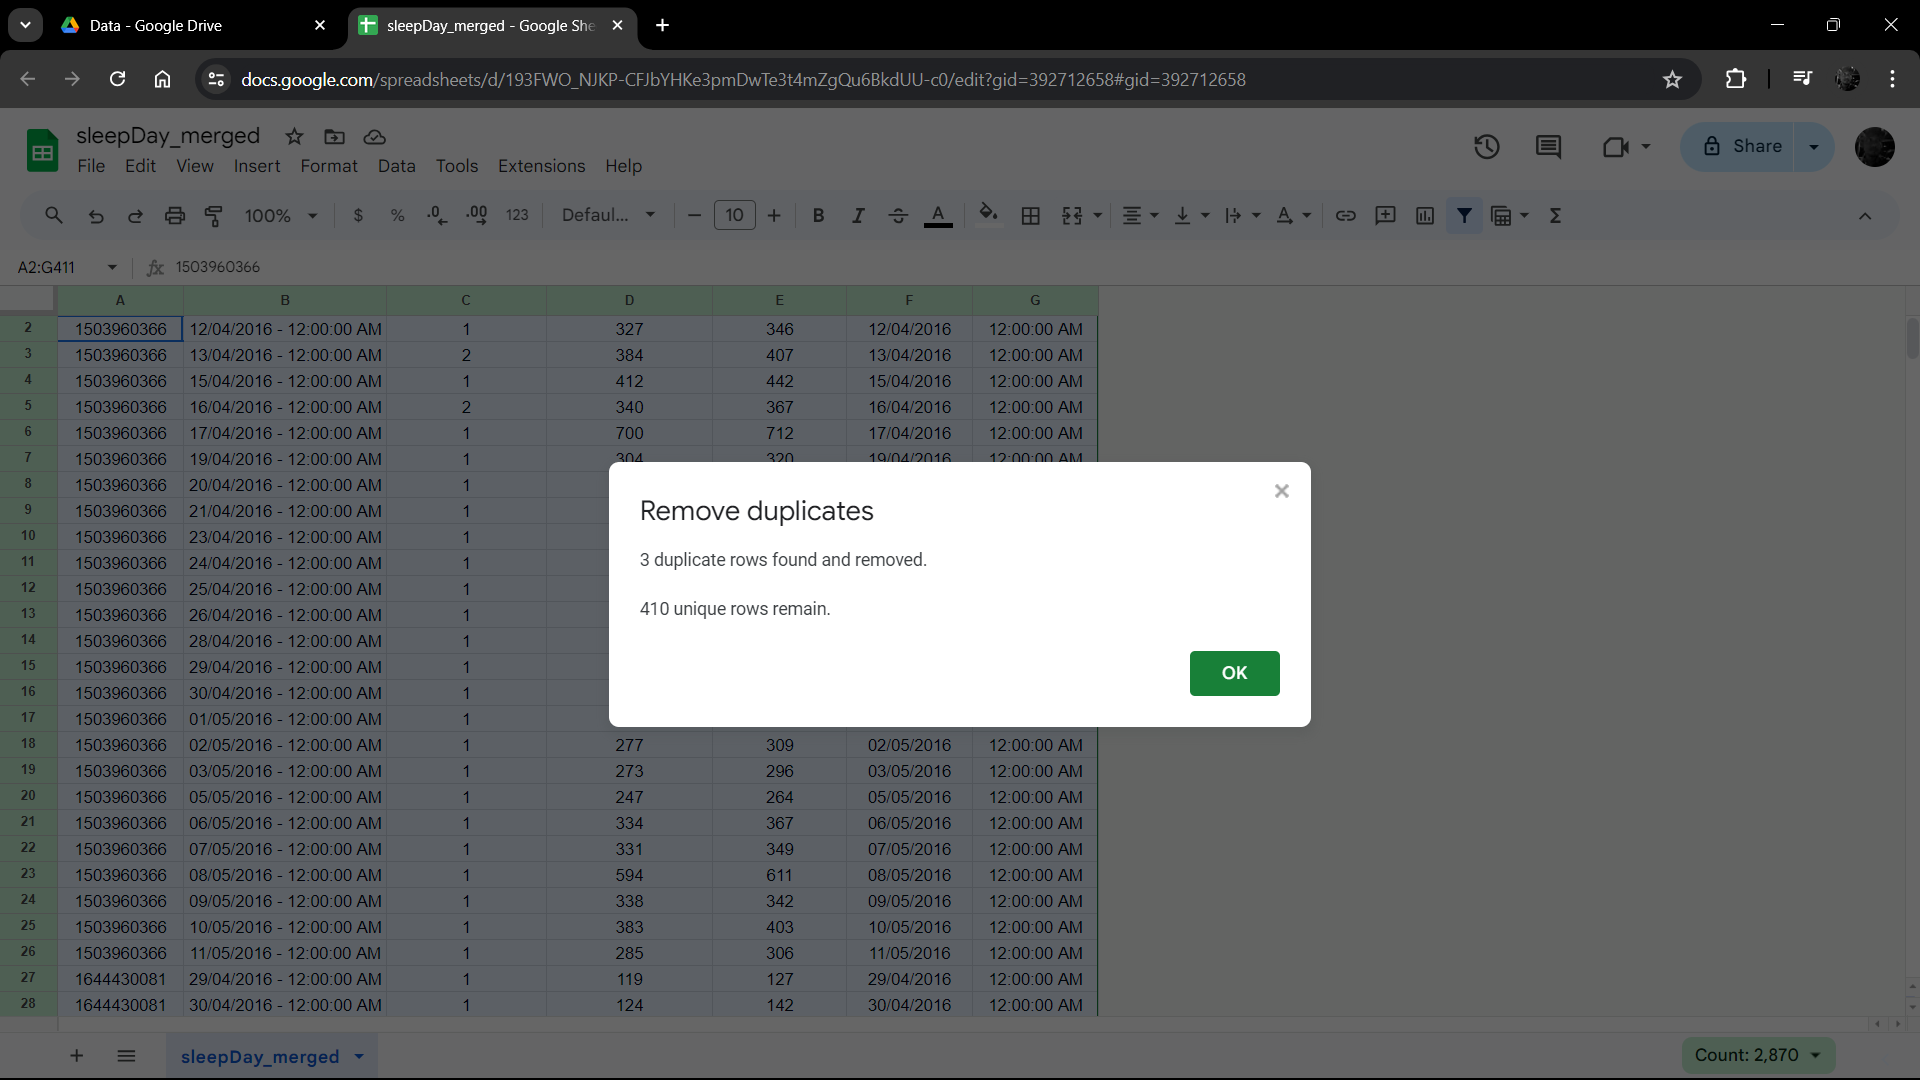 Data - Google Drive
sleepDay_merged - Google She
docs.google.com/spreadsheets/d/193FWO_NJKP-CFJbYHKe3pmDwTe3t4mZgQu6BkdUU-c0/edit?gid=392712658#gid=392712658
sleepDay_merged
File Edit View Insert Format Data Tools Extensions Help
Share
100% $ % .0 .00 123 Defaul... 10 B I S A
A2:G411 fx 1503960366
A B C D E F G
2 1503960366 12/04/2016 - 12:00:00 AM 1 327 346 12/04/2016 12:00:00 AM
3 1503960366 13/04/2016 - 12:00:00 AM 2 384 407 13/04/2016 12:00:00 AM
4 1503960366 15/04/2016 - 12:00:00 AM 1 412 442 15/04/2016 12:00:00 AM
5 1503960366 16/04/2016 - 12:00:00 AM 2 340 367 16/04/2016 12:00:00 AM
6 1503960366 17/04/2016 - 12:00:00 AM 1 700 712 17/04/2016 12:00:00 AM
7 1503960366 19/04/2016 - 12:00:00 AM 1 304 320 19/04/2016 12:00:00 AM
8 1503960366 20/04/2016 - 12:00:00 AM 1
9 1503960366 21/04/2016 - 12:00:00 AM 1
10 1503960366 23/04/2016 - 12:00:00 AM 1
11 1503960366 24/04/2016 - 12:00:00 AM 1
12 1503960366 25/04/2016 - 12:00:00 AM 1
13 1503960366 26/04/2016 - 12:00:00 AM 1
14 1503960366 28/04/2016 - 12:00:00 AM 1
15 1503960366 29/04/2016 - 12:00:00 AM 1
16 1503960366 30/04/2016 - 12:00:00 AM 1
17 1503960366 01/05/2016 - 12:00:00 AM 1
Remove duplicates
3 duplicate rows found and removed.
410 unique rows remain.
OK
18 1503960366 02/05/2016 - 12:00:00 AM 1 277 309 02/05/2016 12:00:00 AM
19 1503960366 03/05/2016 - 12:00:00 AM 1 273 296 03/05/2016 12:00:00 AM
20 1503960366 05/05/2016 - 12:00:00 AM 1 247 264 05/05/2016 12:00:00 AM
21 1503960366 06/05/2016 - 12:00:00 AM 1 334 367 06/05/2016 12:00:00 AM
22 1503960366 07/05/2016 - 12:00:00 AM 1 331 349 07/05/2016 12:00:00 AM
23 1503960366 08/05/2016 - 12:00:00 AM 1 594 611 08/05/2016 12:00:00 AM
24 1503960366 09/05/2016 - 12:00:00 AM 1 338 342 09/05/2016 12:00:00 AM
25 1503960366 10/05/2016 - 12:00:00 AM 1 383 403 10/05/2016 12:00:00 AM
26 1503960366 11/05/2016 - 12:00:00 AM 1 285 306 11/05/2016 12:00:00 AM
27 1644430081 29/04/2016 - 12:00:00 AM 1 119 127 29/04/2016 12:00:00 AM
28 1644430081 30/04/2016 - 12:00:00 AM 1 124 142 30/04/2016 12:00:00 AM
sleepDay_merged
Count: 2,870